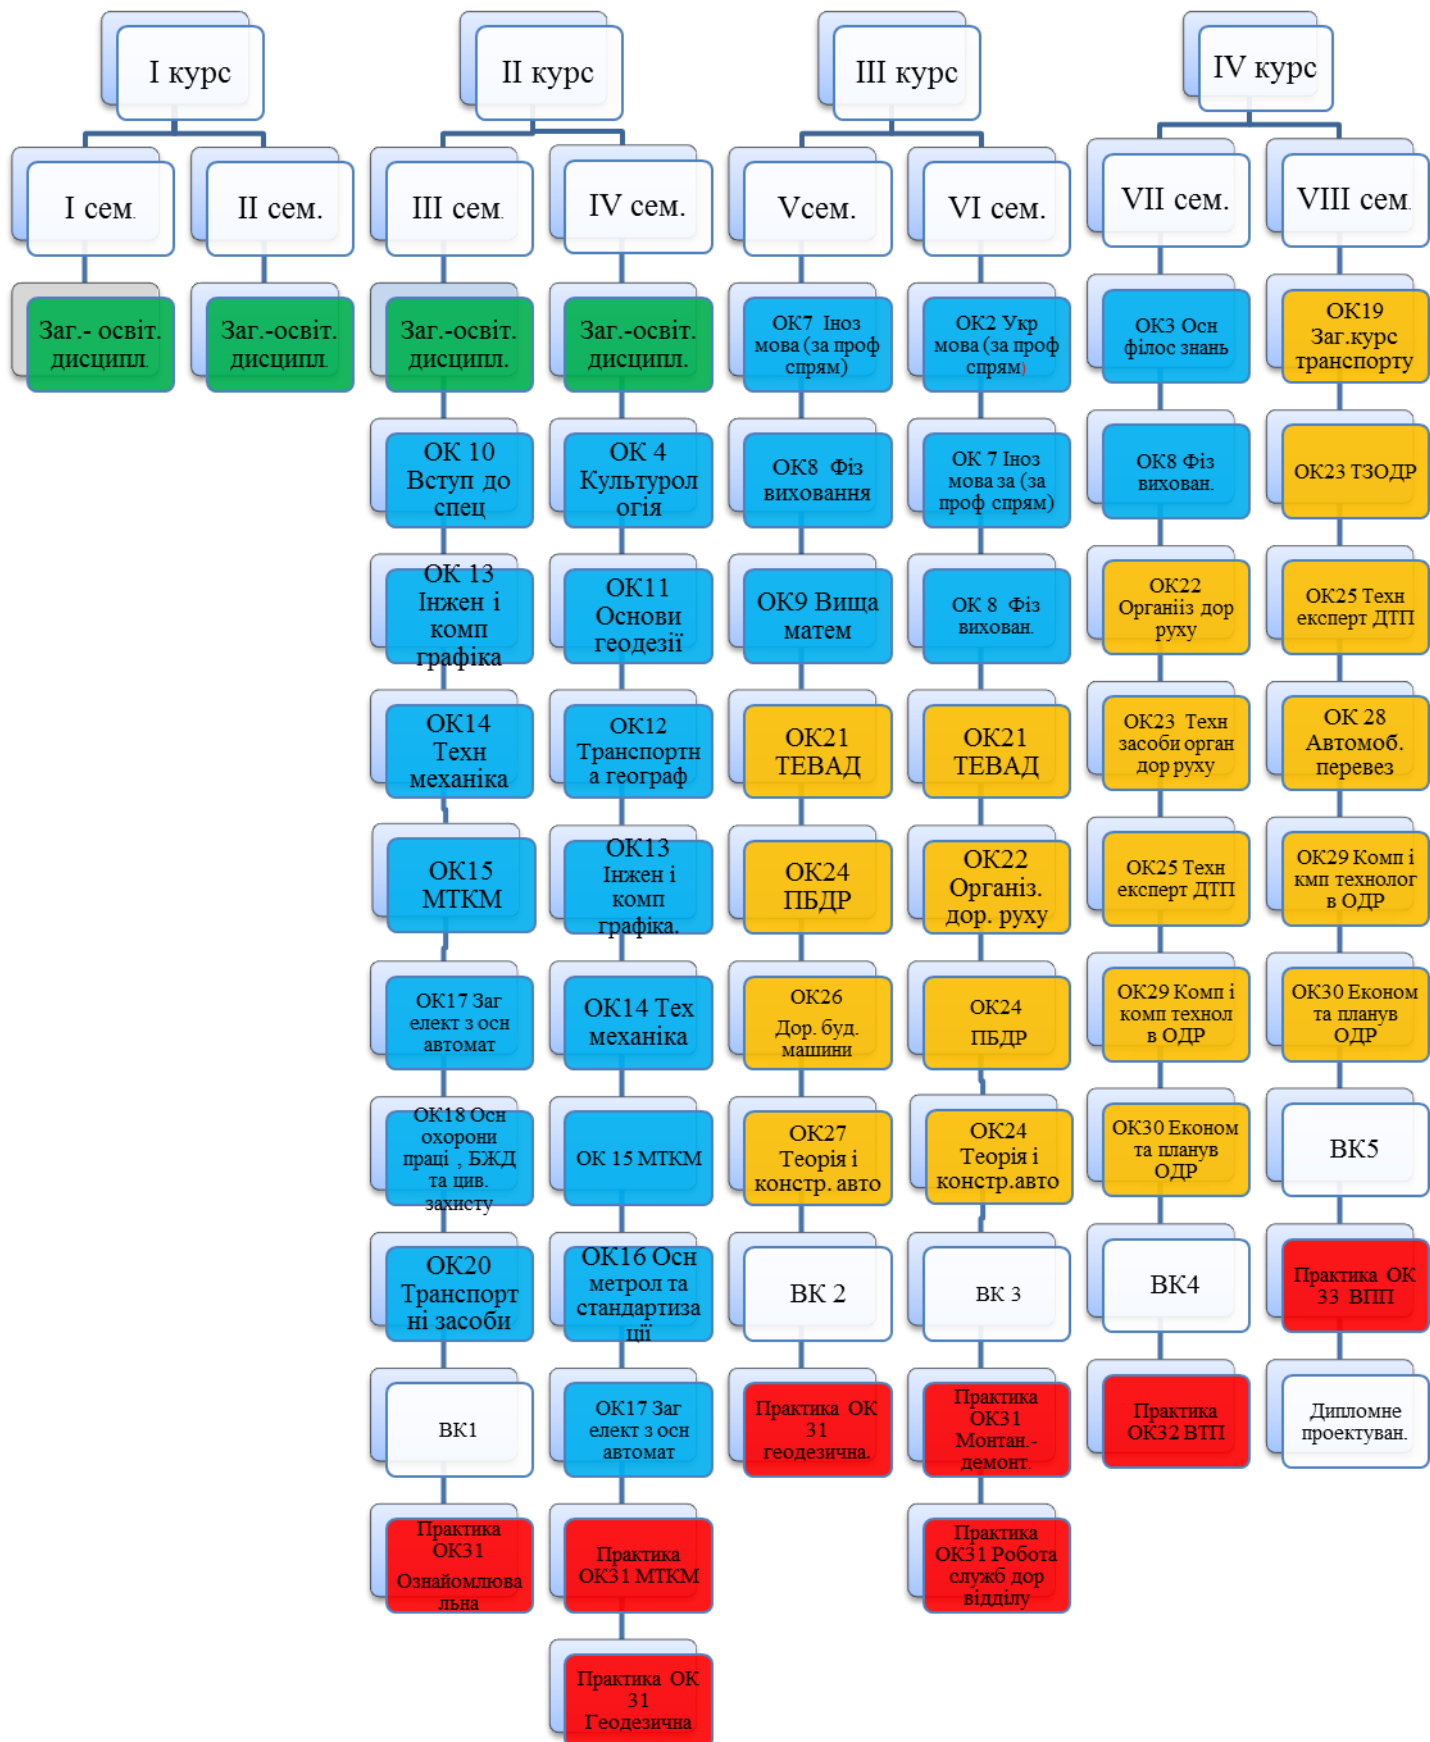 І курс
І сем.
Заг.- освіт.
дисципл.
ІІ сем.
Заг.-освіт.
дисципл.
ІІ курс
ІІІ сем.
Заг.-освіт.
дисципл.
ОК 10
Вступ до
спец
ОК 13
Інжен і
комп
графіка
ОК14
Техн
механіка
ОК15
МТКМ
ОК17 Заг
елект з осн
автомат
ОК18 Осн
охорони
праці , БЖД
та цив.
захисту
ОК20
Транспорт
ні засоби
ВК1
Практика
ОК31
Ознайомлюва
льна
IV сем.
Заг.-освіт.
дисципл.
ОК 4
Культурол
огія
ОК11
Основи
геодезії
ОК12
Транспортн
а географ
ОК13
Інжен і
комп
графіка.
ОК14 Тех
механіка
ОК 15 МТКМ
ОК16 Осн
метрол та
стандартиза
ції
ОК17 Заг
елект з осн
автомат
Практика
ОК31 МТКМ
Практика ОК
31
Геодезична
ІІІ курс
Vсем.
ОК7 Іноз
мова (за проф
спрям)
ОК8 Фіз
виховання
ОК9 Вища
матем
ОК21
ТЕВАД
ОК24
ПБДР
ОК26
Дор. буд.
машини
ОК27
Теорія і
констр. авто
ВК 2
Практика ОК
31
геодезична.
VI сем.
ОК2 Укр
мова (за проф
спрям)
ОК 7 Іноз
мова за (за
проф спрям)
ОК 8 Фіз
вихован.
ОК21
ТЕВАД
ОК22
Організ.
дор. руху
ОК24
ПБДР
ОК24
Теорія і
констр.авто
ВК 3
Практика
ОК31
Монтан.-
демонт.
Практика
ОК31 Робота
служб дор
відділу
IV курс
VII сем.
ОК3 Осн
філос знань
ОК8 Фіз
вихован.
ОК22
Органіiз дор
руху
ОК23 Техн
засоби орган
дор руху
ОК25 Техн
експерт ДТП
ОК29 Комп і
комп технол
в ОДР
ОК30 Економ
та планув
ОДР
ВК4
Практика
ОК32 ВТП
VIII сем.
ОК19
Заг.курс
транспорту
ОК23 ТЗОДР
ОК25 Техн
експерт ДТП
ОК 28
Автомоб.
перевез
ОК29 Комп і
кмп технолог
в ОДР
ОК30 Економ
та планув
ОДР
ВК5
Практика ОК
33 ВПП
Дипломне
проектуван.